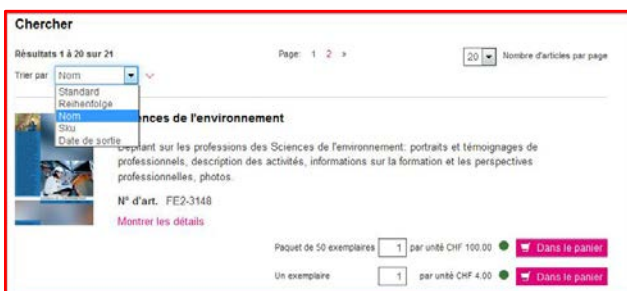 Chercher
Résultats 1 à 20 sur 21
Page: 1 2 »
20 Nombre d'articles par page
Trier par Nom
Standard
Reihenfolge
Nom
Sku
Date de sortie
ences de l'environnement
Dépliant sur les professions des Sciences de l'environnement: portraits et témoignages de
professionnels, description des activités, informations sur la formation et les perspectives
professionnelles, photos.
N° d'art. FE2-3148
Montrer les détails
Paquet de 50 exemplaires 1 par unité CHF 100.00 Dans le panier
Un exemplaire 1 par unité CHF 4.00 Dans le panier